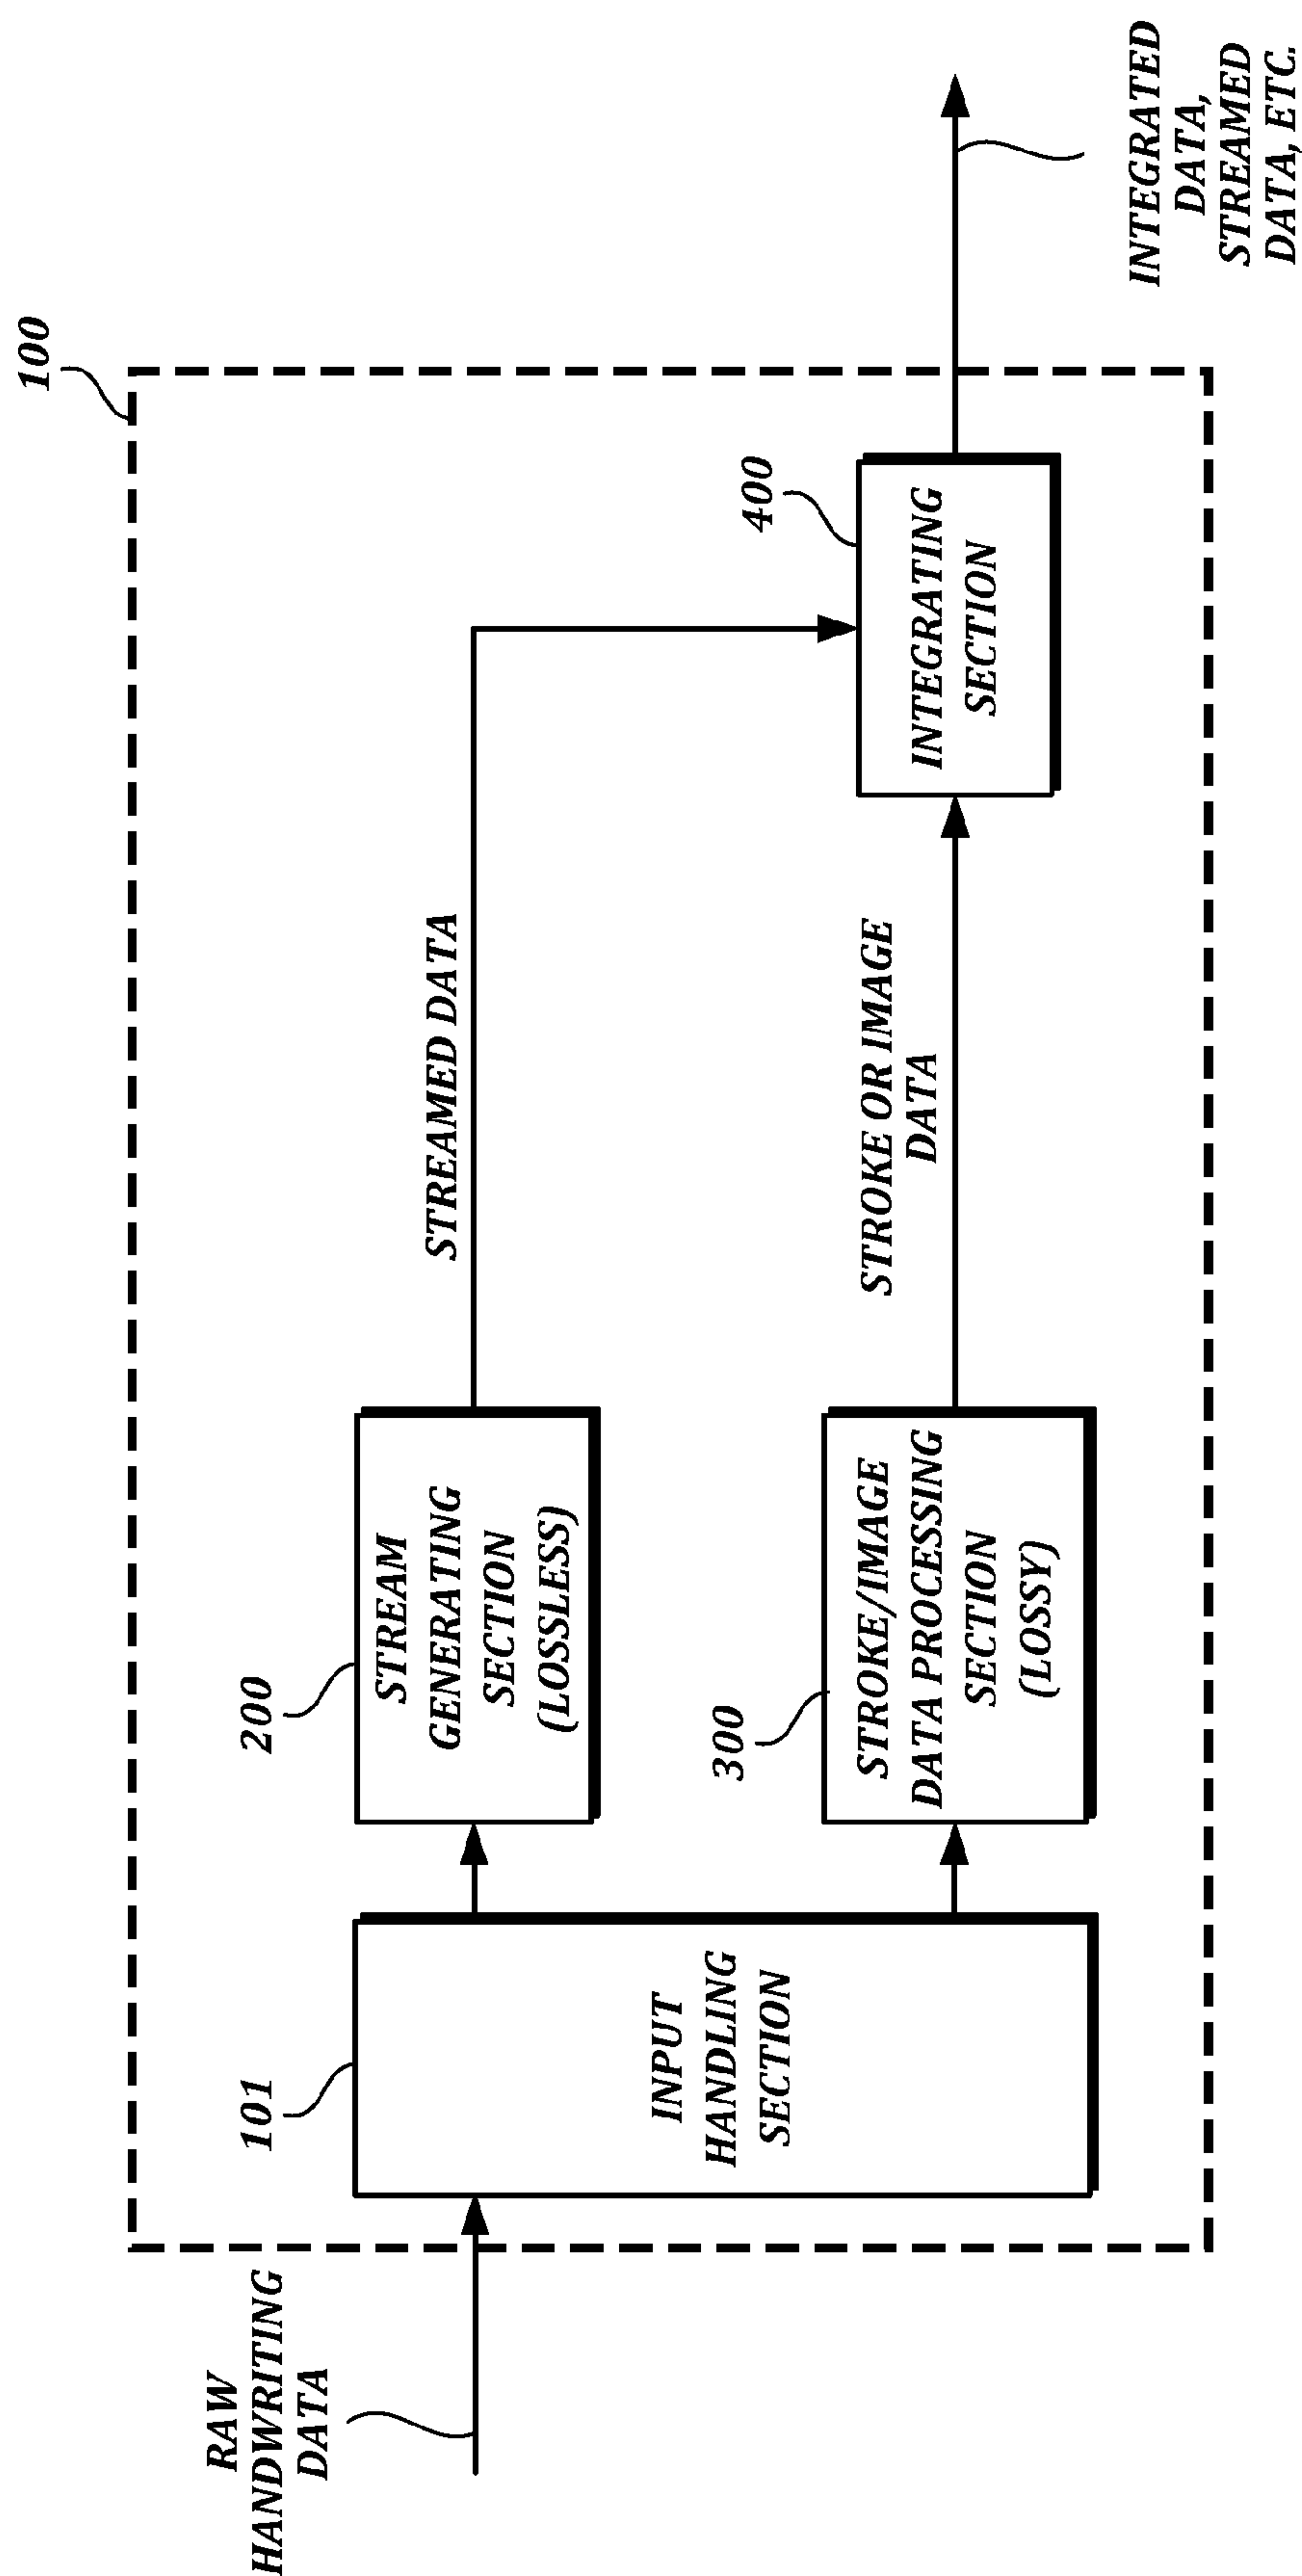 100
RAW
HANDWRITING
DATA
101
INPUT
HANDLING
SECTION
200
STREAM
GENERATING
SECTION
(LOSSLESS)
STREAMED DATA
300
STROKE/IMAGE
DATA PROCESSING
SECTION
(LOSSY)
STROKE OR IMAGE
DATA
400
INTEGRATING
SECTION
INTEGRATED
DATA,
STREAMED
DATA, ETC.